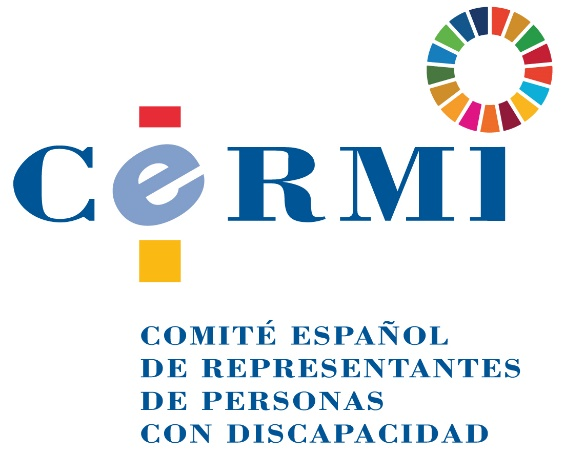 CeRMI
COMITÉ ESPAÑOL
DE REPRESENTANTES
DE PERSONAS
CON DISCAPACIDAD